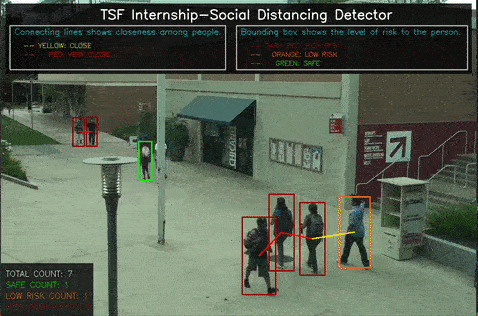 TSF Internship-Social Distancing Detector
Connecting lines shows closeness among people.
-- YELLOW: CLOSE
-- RED: VERY CLOSE
Bounding box shows the level of risk to the person.
-- ORANGE: LOW RISK
GREEN: SAFE
TOTAL COUNT: 7
SAFE COUNT: 1
LOW RISK COUNT: 1